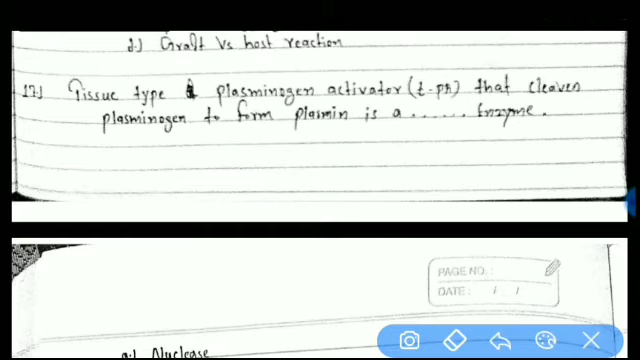 d.) Graft Vs host reaction
17.) Tissue type plasminogen activator (t-pA) that cleaves
plasminogen to form plasmin is a ...... Enzyme.
PAGE NO.:
DATE: / /
a.) Nuclease